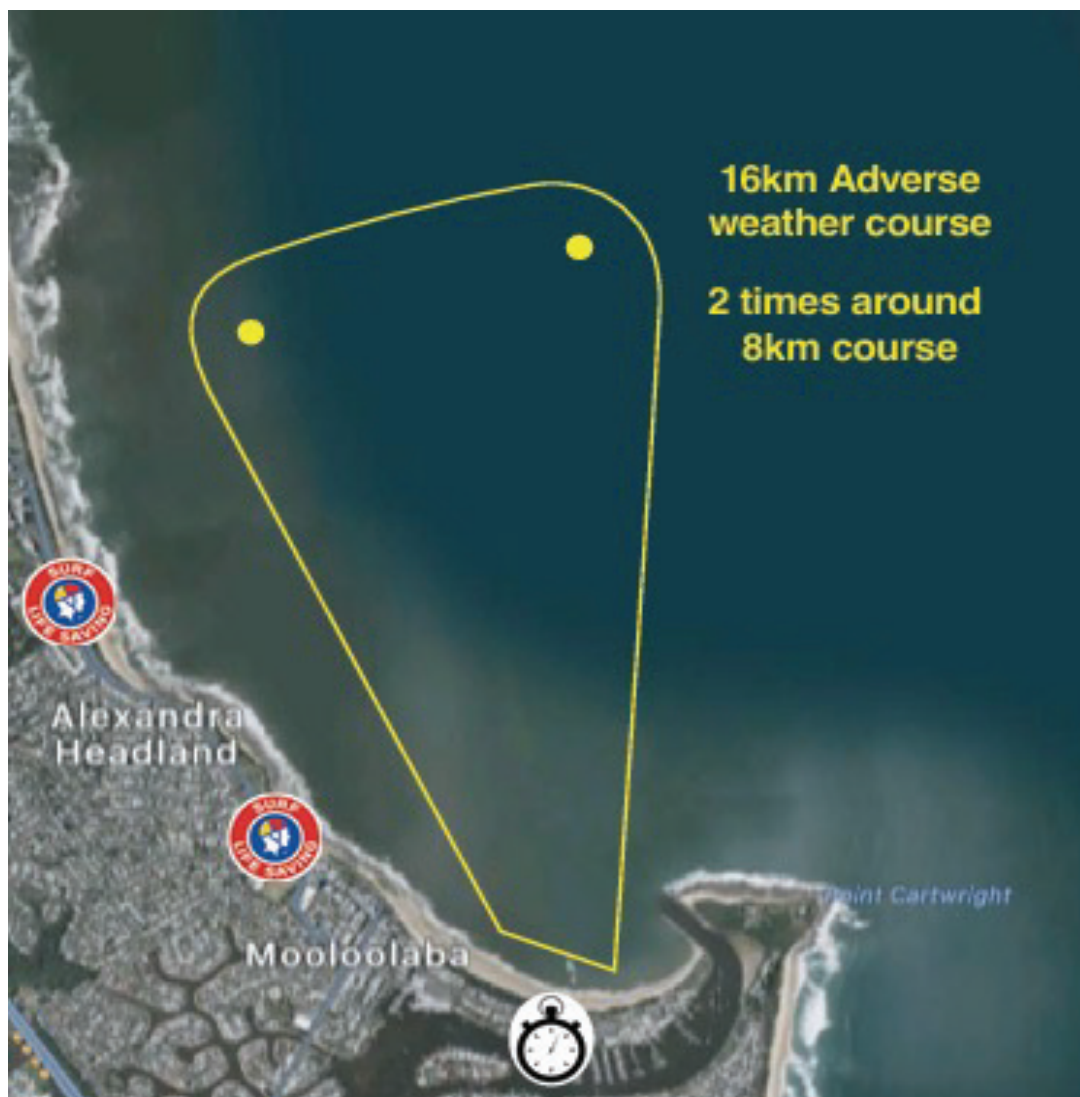 16km Adverse
weather course
2 times around
8km course
SURF
LIFE SAVING
Alexandra
Headland
SURF
LIFE SAVING
Point Cartwright
Mooloolaba